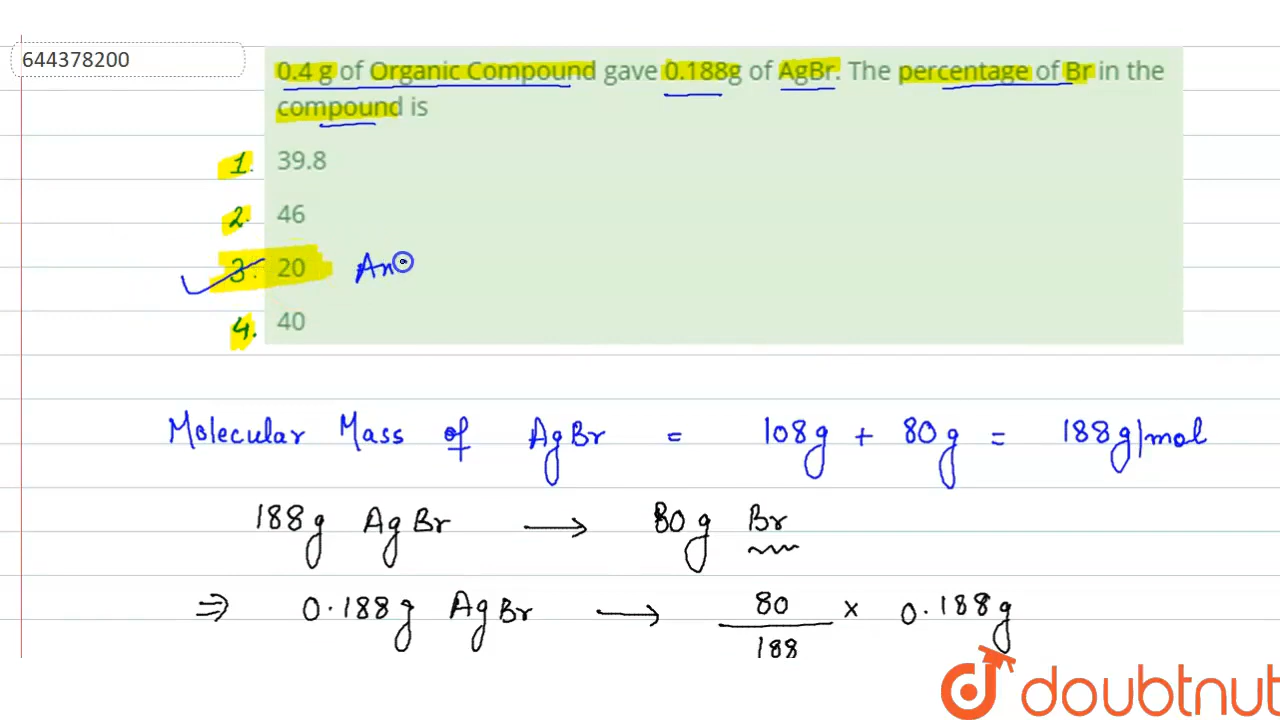 644378200
0.4 g of Organic Compound gave 0.188g of AgBr. The percentage of Br in the
compound is
1. 39.8
2. 46
3. 20 An
4. 40
Molecular Mass of AgBr = 108g + 80g = 188g/mol
188g AgBr → 80g Br
⇒ 0.188g AgBr → 80/188 × 0.188g
doubtnut